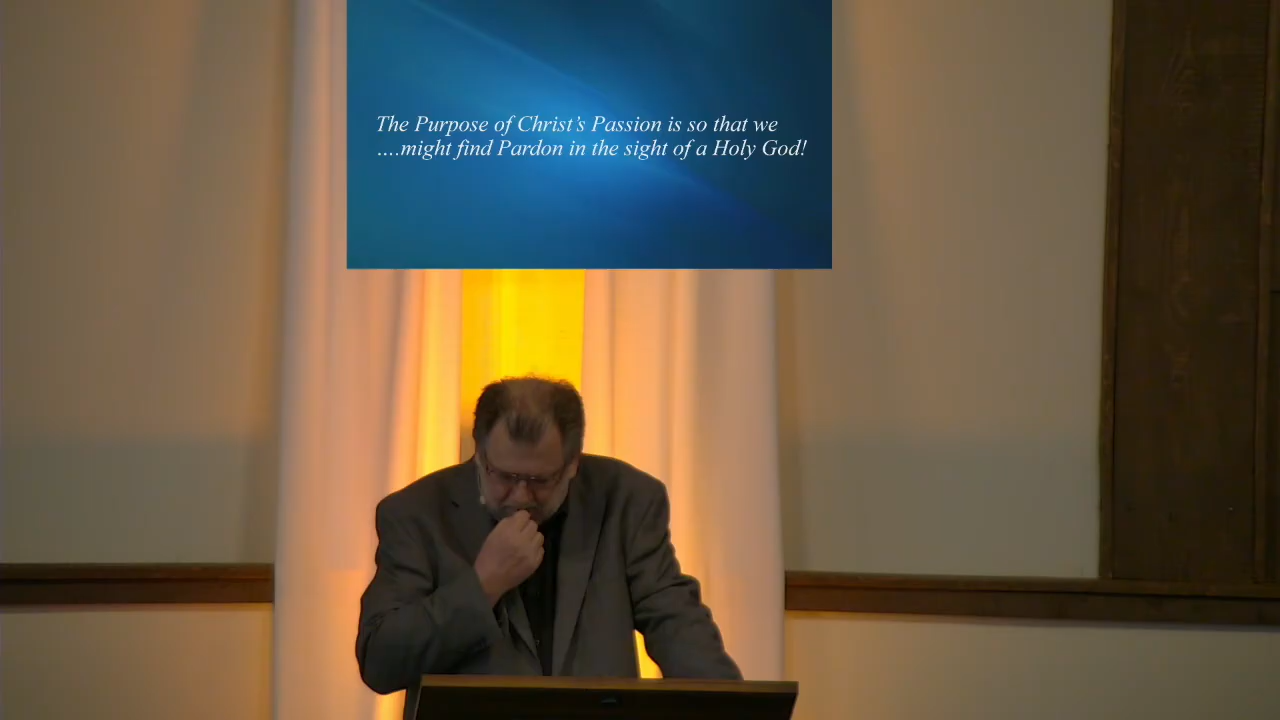 The Purpose of Christ's Passion is so that we
….might find Pardon in the sight of a Holy God!